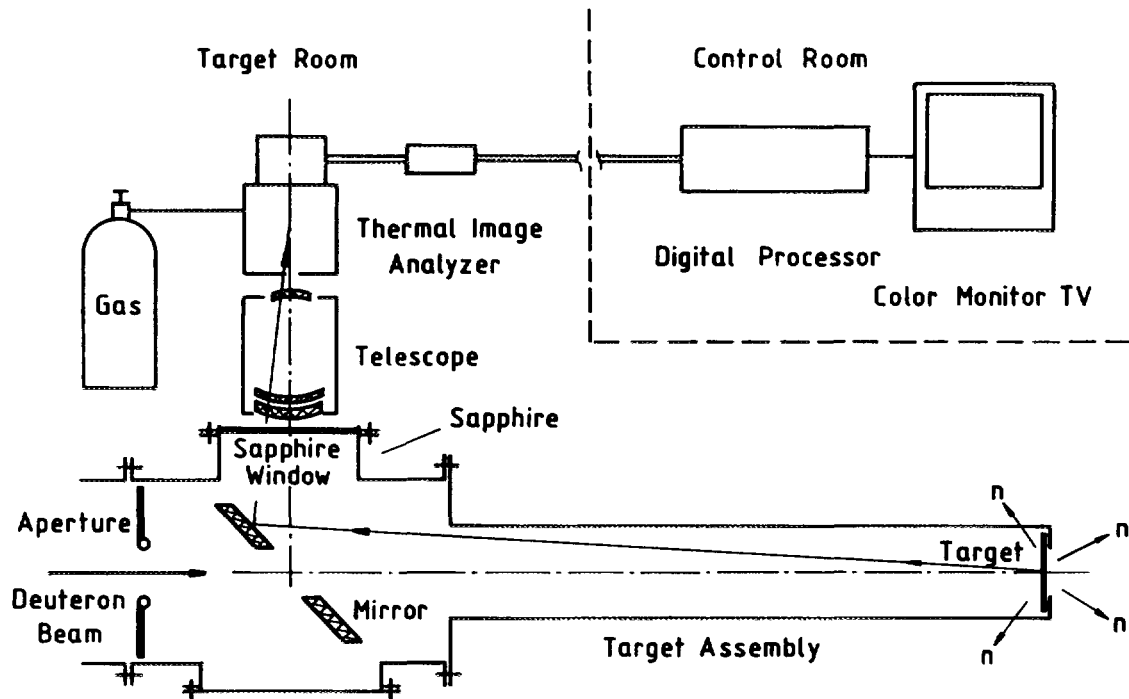 Target Room
Control Room
Thermal Image
Analyzer
Digital Processor
Color Monitor TV
Gas
Telescope
Sapphire
Sapphire
Window
Aperture
n
n
Target
Deuteron
Beam
Mirror
n
n
Target Assembly